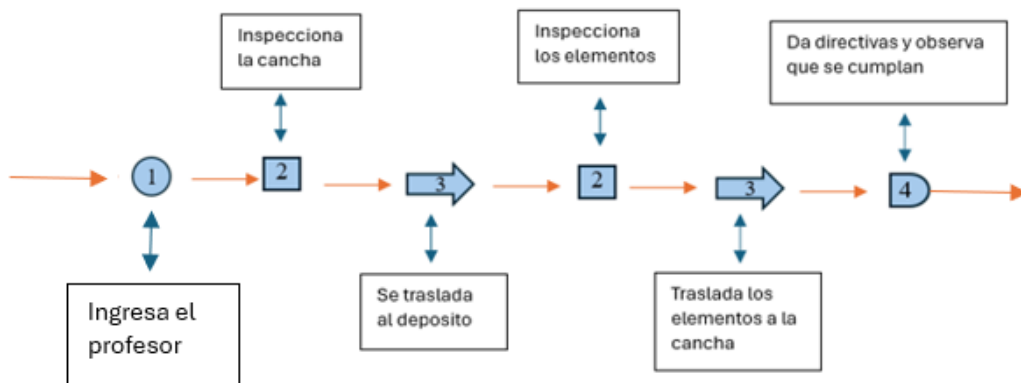 Inspecciona
la cancha
Inspecciona
los elementos
Da directivas y observa
que se cumplan
1
2
3
2
3
4
Ingresa el
profesor
Se traslada
al deposito
Traslada los
elementos a la
cancha